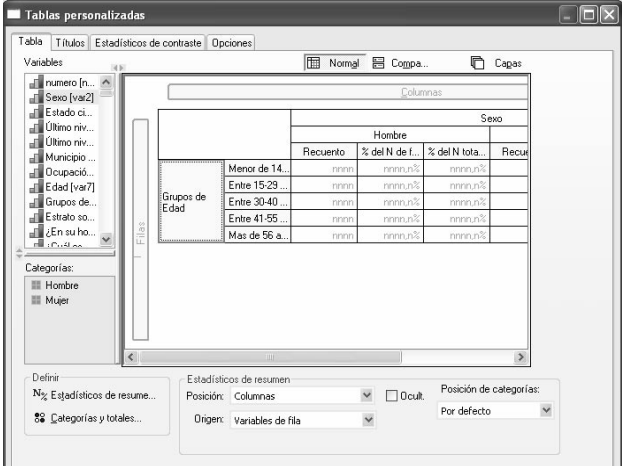 Tablas personalizadas
Tabla Títulos Estadísticos de contraste Opciones
Variables
Normal Compa... Capas
numero [n...
Sexo [var2]
Estado ci...
Último niv...
Último niv...
Municipio ...
Ocupació...
Edad [var7]
Grupos de...
Estrato so...
¿En su ho...
¿Cuál es
Categorías:
Hombre
Mujer
Columnas
Filas
Sexo
Hombre
Recuento % del N de f... % del N tota... Recue
Grupos de Edad
Menor de 14... nnnn nnnn,n% nnnn,n%
Entre 15-29 ... nnnn nnnn,n% nnnn,n%
Entre 30-40 ... nnnn nnnn,n% nnnn,n%
Entre 41-55 ... nnnn nnnn,n% nnnn,n%
Mas de 56 a... nnnn nnnn,n% nnnn,n%
Definir
N% Estadísticos de resume...
Categorías y totales...
Estadísticos de resumen
Posición: Columnas Ocult.
Origen: Variables de fila
Posición de categorías:
Por defecto